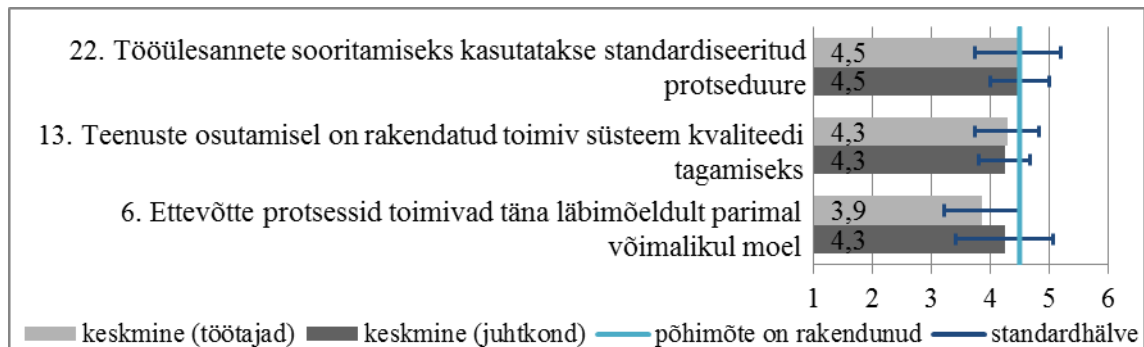 22. Tööülesannete sooritamiseks kasutatakse standardiseeritud
protseduure
4,5
4,5
13. Teenuste osutamisel on rakendatud toimiv süsteem kvaliteedi
tagamiseks
4,3
4,3
6. Ettevõtte protsessid toimivad täna läbimõeldult parimal
võimalikul moel
3,9
4,3
1 2 3 4 5 6
keskmine (töötajad) keskmine (juhtkond) põhimõte on rakendunud standardhälve